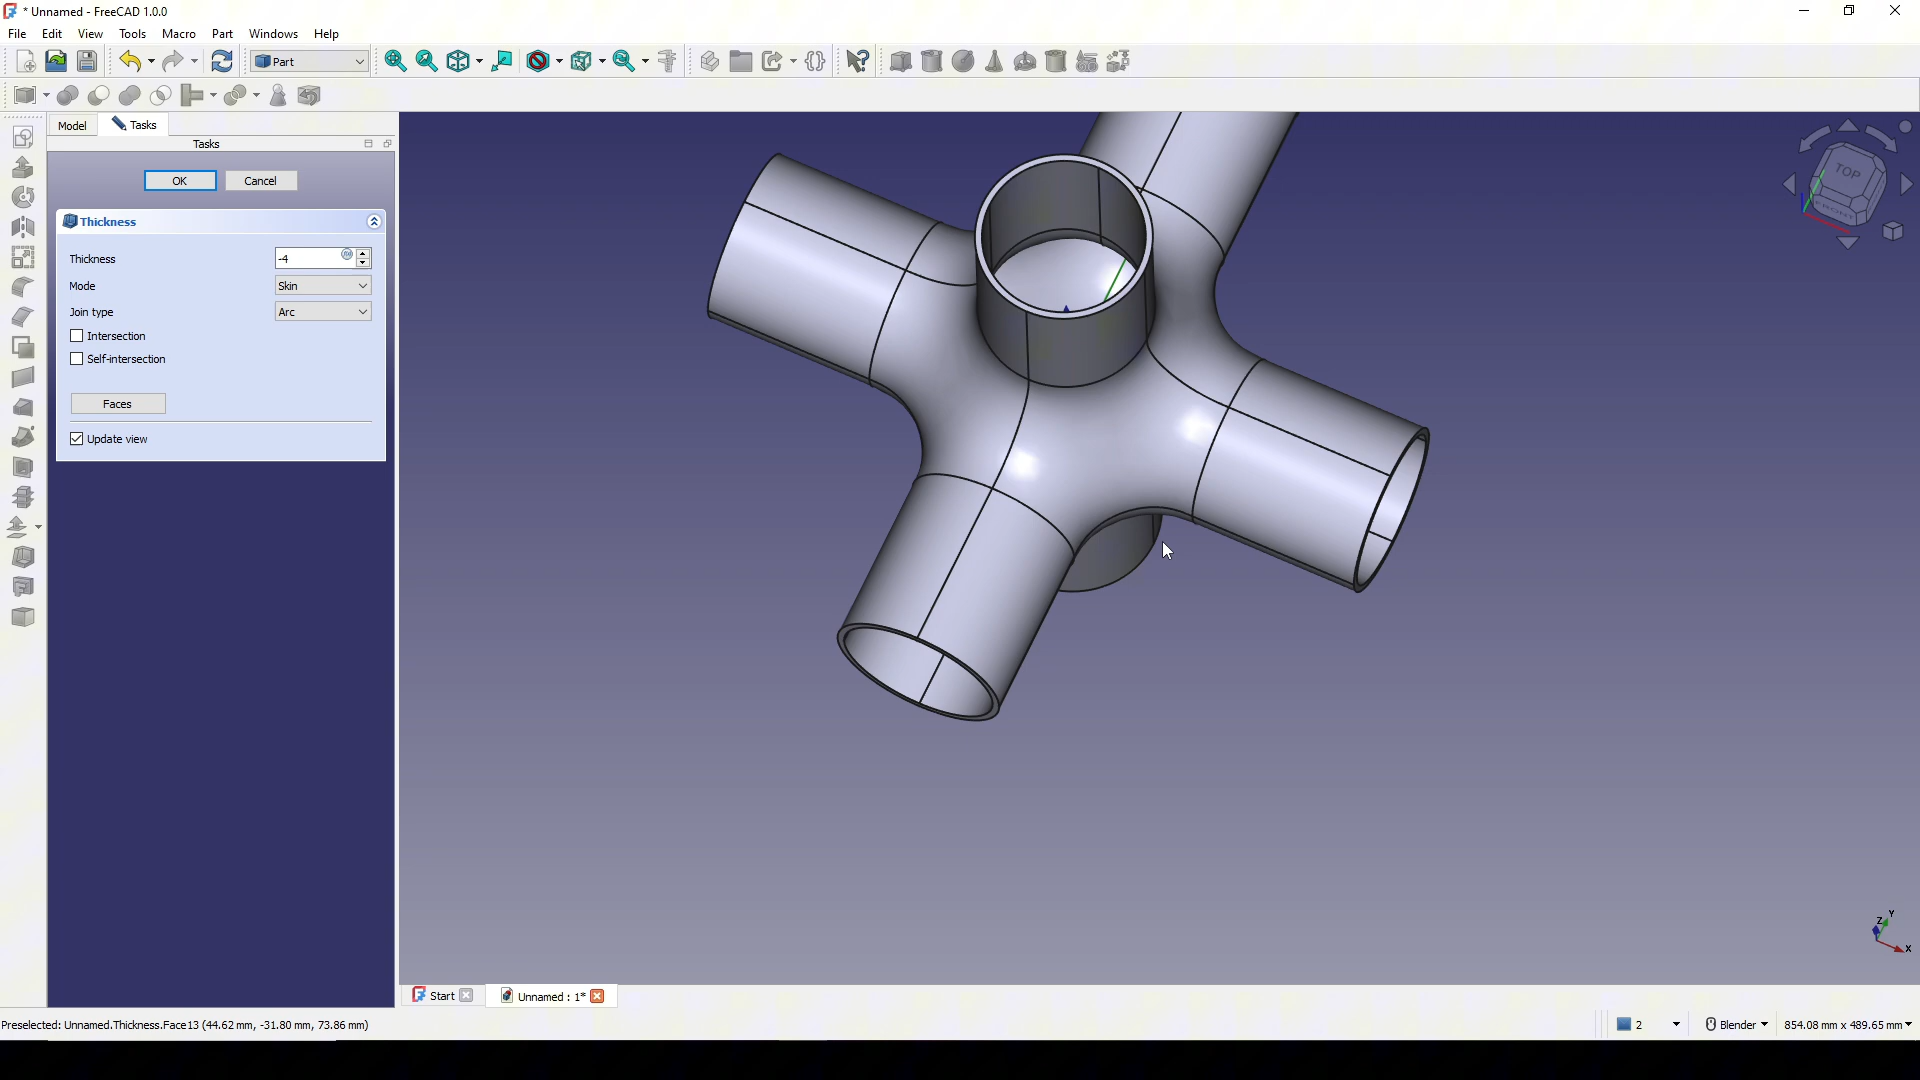 * Unnamed - FreeCAD 1.0.0
File Edit View Tools Macro Part Windows Help
Part
Model Tasks
Tasks
OK Cancel
Thickness
Thickness -4
Mode Skin
Join type Arc
Intersection
Self-intersection
Faces
Update view
TOP
FRONT
Z Y
X
Start Unnamed : 1*
Preselected: Unnamed.Thickness.Face13 (44.62 mm, -31.80 mm, 73.86 mm) 2 Blender 854.08 mm x 489.65 mm